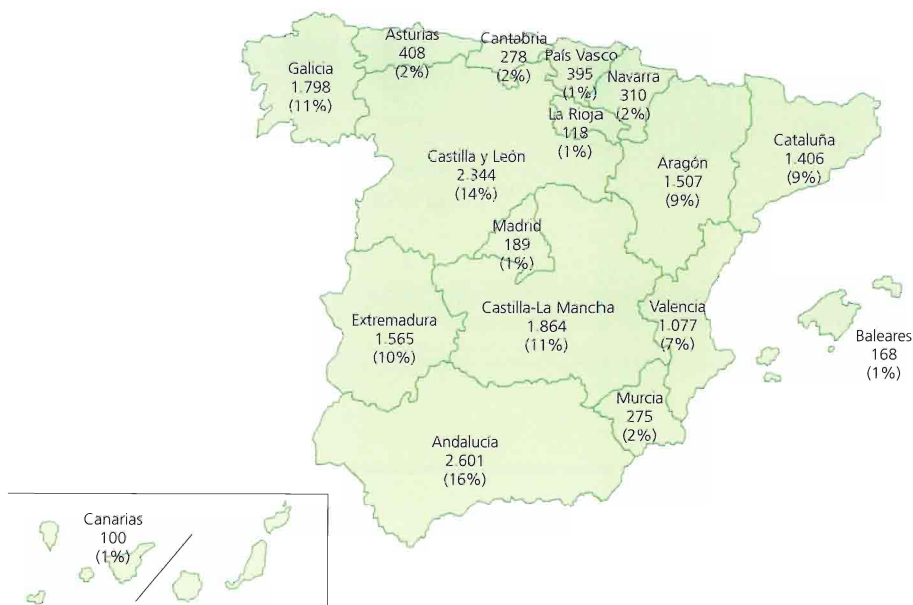 Asturias
408
(2%)
Cantabria
278
(2%)
País Vasco
395
(1%)
Navarra
310
(2%)
Galicia
1.798
(11%)
La Rioja
118
(1%)
Castilla y León
2.344
(14%)
Aragón
1.507
(9%)
Cataluña
1.406
(9%)
Madrid
189
(1%)
Extremadura
1.565
(10%)
Castilla-La Mancha
1.864
(11%)
Valencia
1.077
(7%)
Baleares
168
(1%)
Murcia
275
(2%)
Andalucía
2.601
(16%)
Canarias
100
(1%)